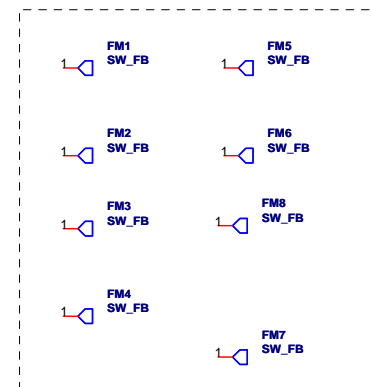 FM1
1 SW_FB
FM5
1 SW_FB
FM2
1 SW_FB
FM6
1 SW_FB
FM3
1 SW_FB
FM8
1 SW_FB
FM4
1 SW_FB
FM7
1 SW_FB